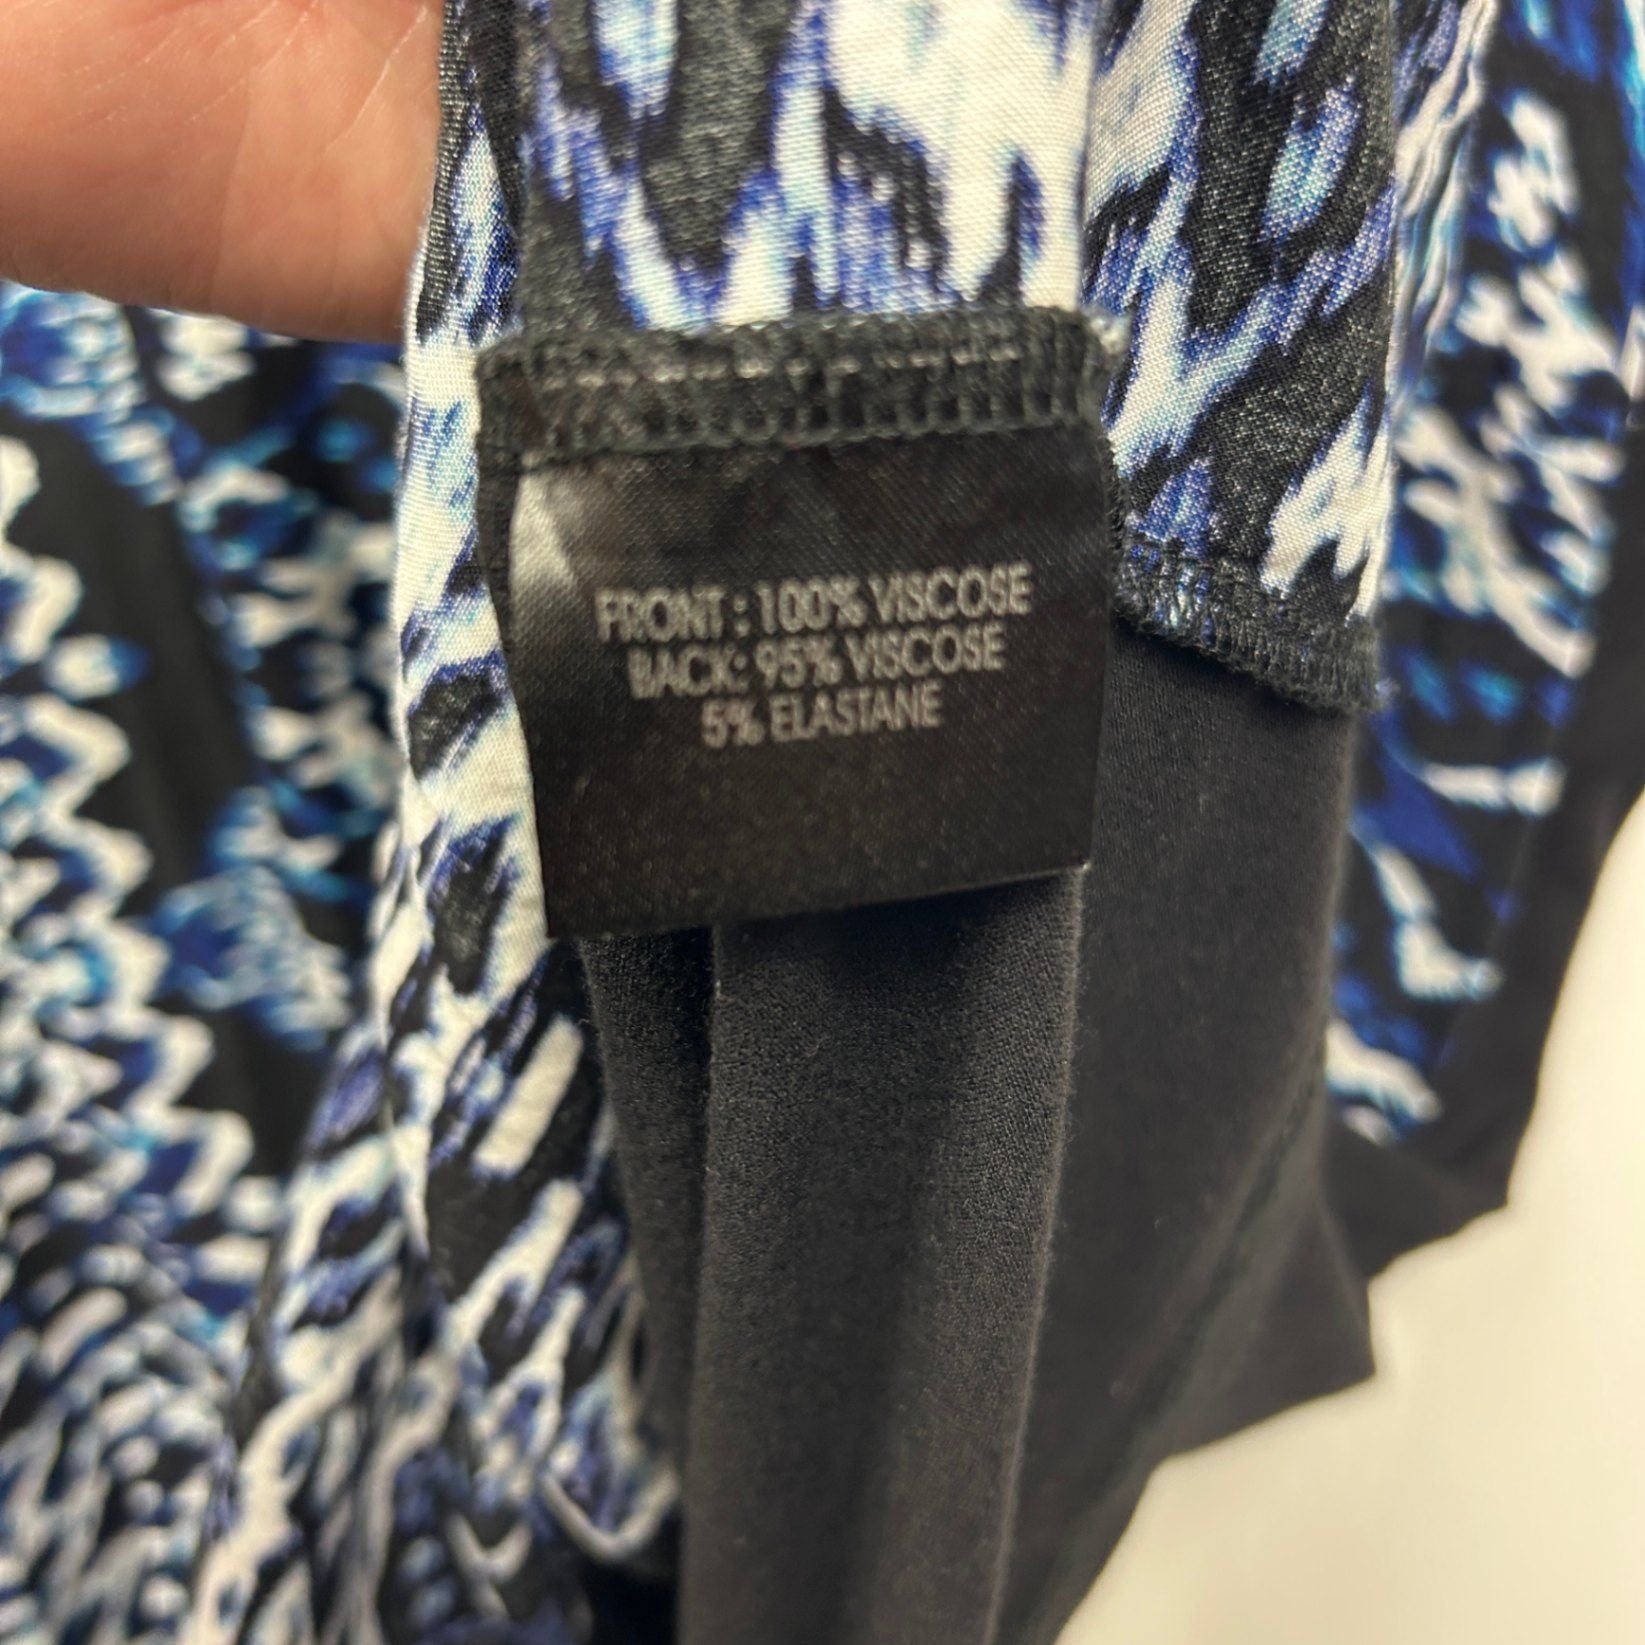 FRONT : 100% VISCOSE
BACK: 95% VISCOSE
5% ELASTANE